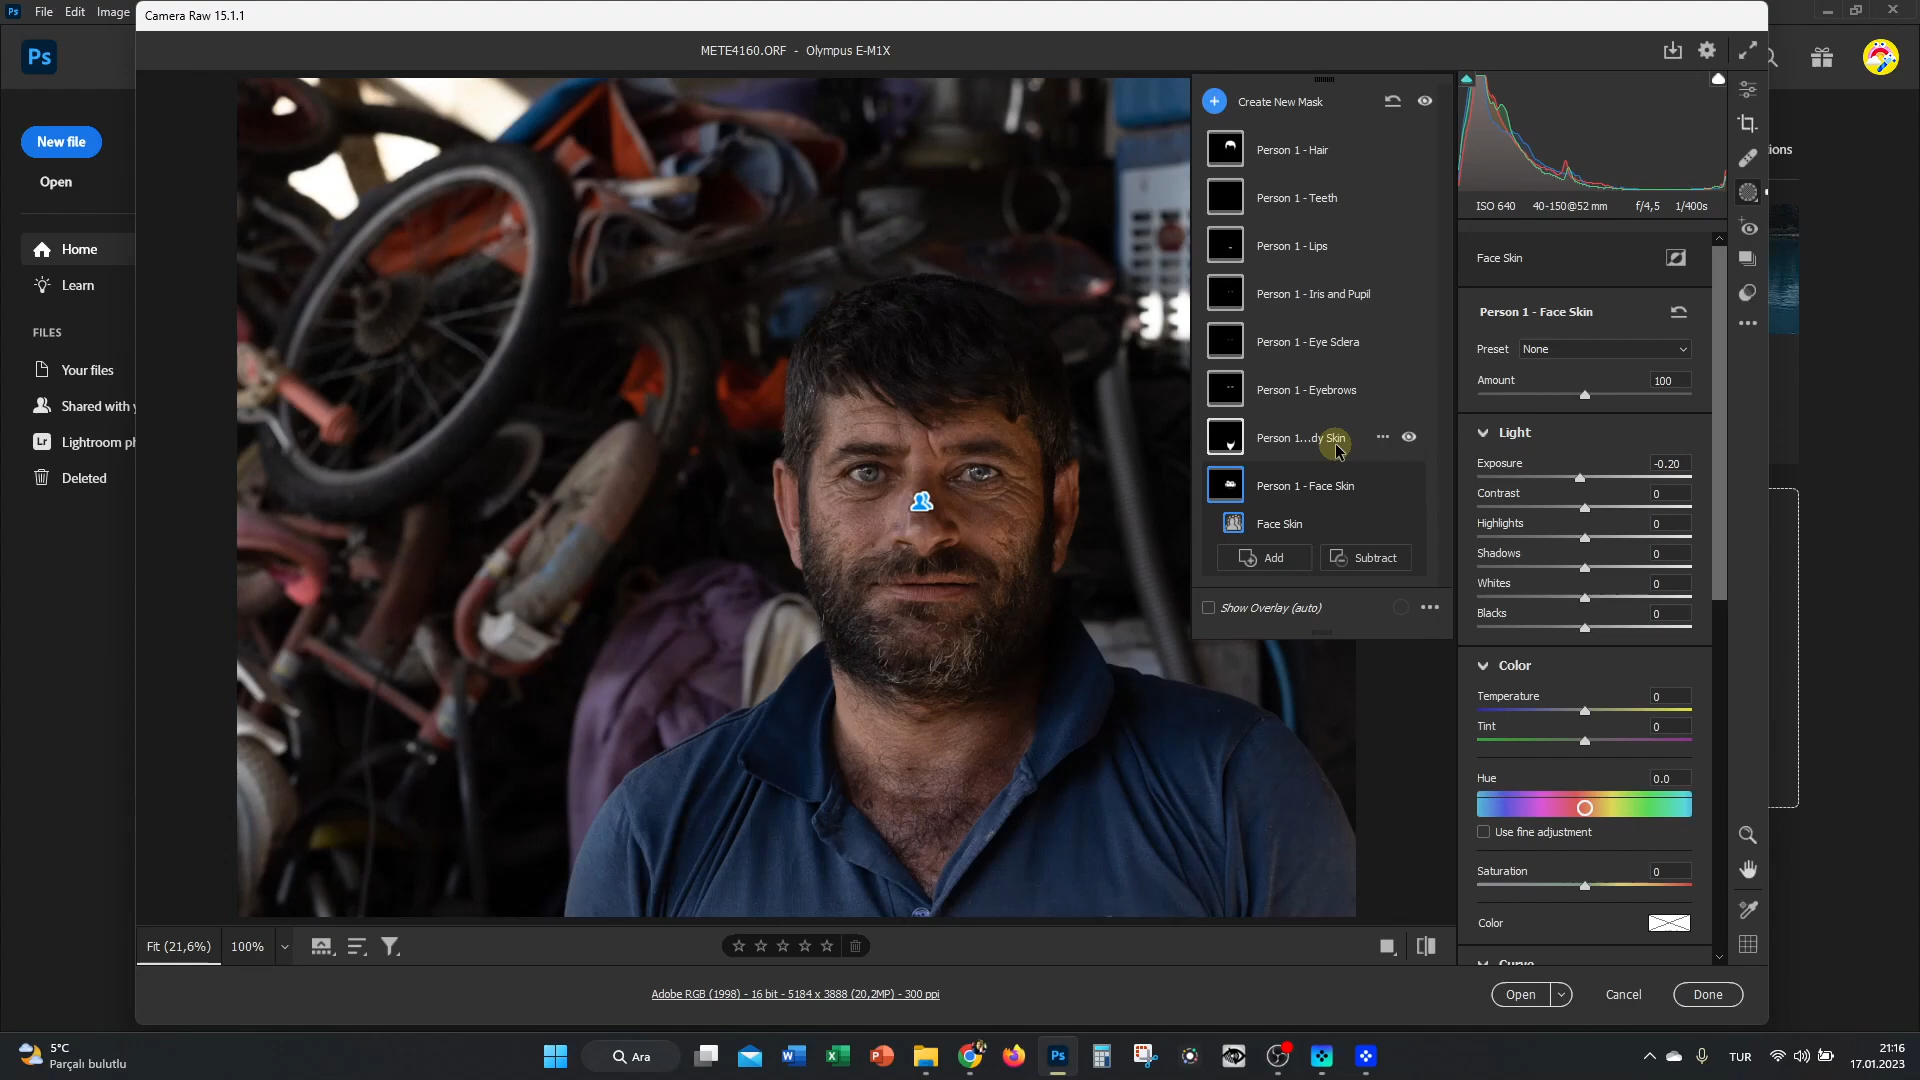 Ps File Edit Image
Camera Raw 15.1.1
METE4160.ORF - Olympus E-M1X
Ps
New file
Open
Home
Learn
FILES
Your files
Shared with y
Lr Lightroom ph
Deleted
Create New Mask
Person 1 - Hair
Person 1 - Teeth
Person 1 - Lips
Person 1 - Iris and Pupil
Person 1 - Eye Sclera
Person 1 - Eyebrows
Person 1...dy Skin
Person 1 - Face Skin
Face Skin
Add Subtract
Show Overlay (auto)
ISO 640 40-150@52 mm f/4,5 1/400s
Face Skin
Person 1 - Face Skin
Preset None
Amount 100
Light
Exposure -0.20
Contrast 0
Highlights 0
Shadows 0
Whites 0
Blacks 0
Color
Temperature 0
Tint 0
Hue 0.0
Use fine adjustment
Saturation 0
Color
Curve
ions
Fit (21,6%) 100%
Adobe RGB (1998) - 16 bit - 5184 x 3888 (20,2MP) - 300 ppi
Open Cancel Done
5°C
Parçalı bulutlu
Ara
Ps
TUR
21:16
17.01.2023